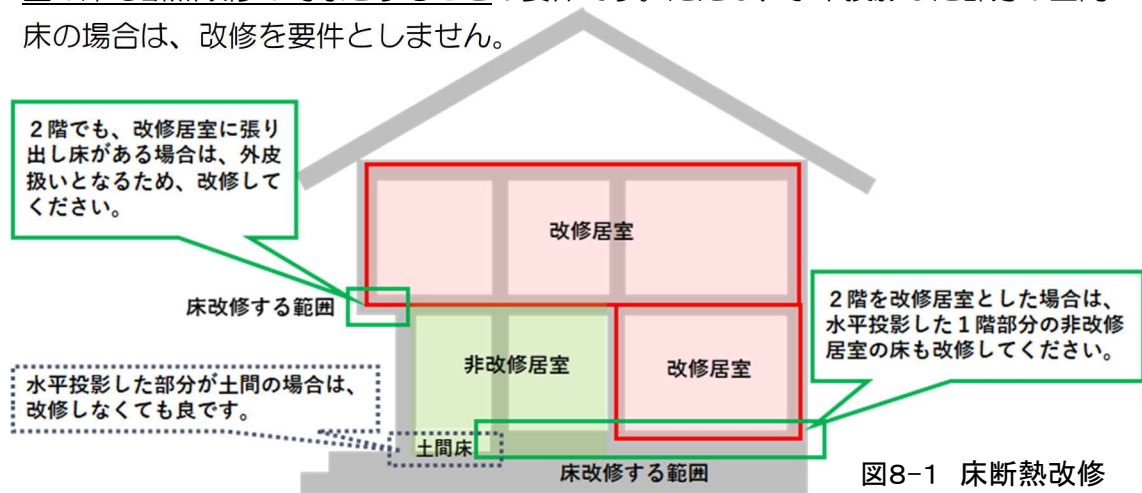 床の場合は、改修を要件としません。
2階でも、改修居室に張り
出し床がある場合は、外皮
扱いとなるため、改修して
ください。
改修居室
床改修する範囲
2階を改修居室とした場合は、
水平投影した1階部分の非改修
居室の床も改修してください。
非改修居室
改修居室
水平投影した部分が土間の場合は、
改修しなくても良です。
土間床
床改修する範囲
図8-1 床断熱改修